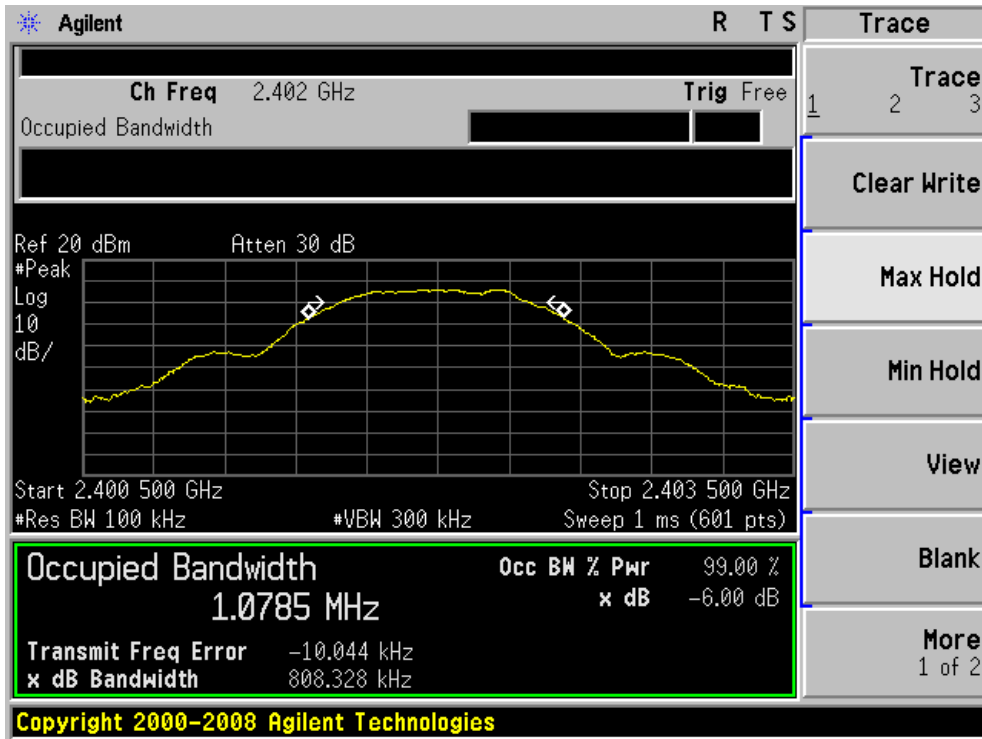 Agilent R T S Trace
Ch Freq 2.402 GHz Trig Free
Occupied Bandwidth
Trace
1 2 3
Clear Write
Ref 20 dBm Atten 30 dB
#Peak
Log
10
dB/
Max Hold
Min Hold
View
Start 2.400 500 GHz Stop 2.403 500 GHz
#Res BW 100 kHz #VBW 300 kHz Sweep 1 ms (601 pts)
Occupied Bandwidth Occ BW % Pwr 99.00 %
1.0785 MHz x dB -6.00 dB
Transmit Freq Error -10.044 kHz
x dB Bandwidth 808.328 kHz
Blank
More
1 of 2
Copyright 2000-2008 Agilent Technologies